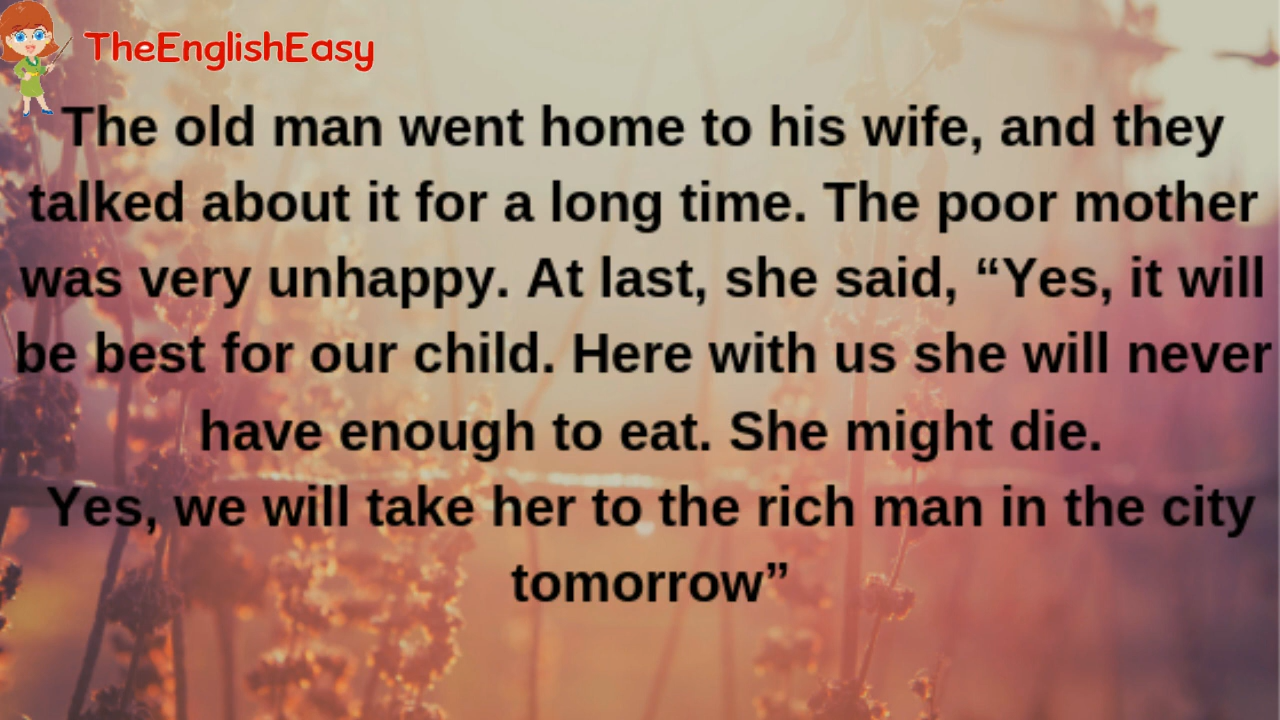 TheEnglishEasy
The old man went home to his wife, and they
talked about it for a long time. The poor mother
was very unhappy. At last, she said, “Yes, it will
be best for our child. Here with us she will never
have enough to eat. She might die.
Yes, we will take her to the rich man in the city
tomorrow”